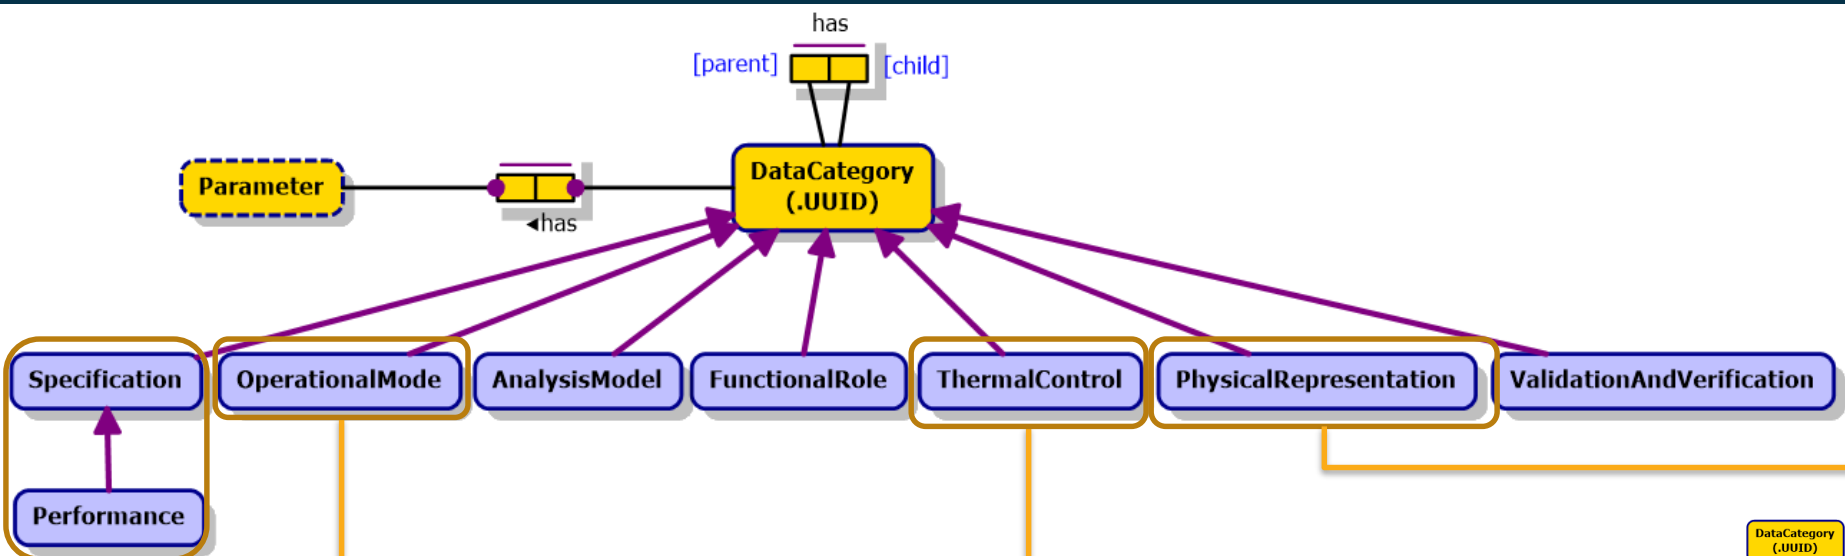 has
[parent]
[child]
Parameter
◄has
DataCategory
(.UUID)
Specification
OperationalMode
AnalysisModel
FunctionalRole
ThermalControl
PhysicalRepresentation
ValidationAndVerification
Performance
DataCategory
(.UUID)